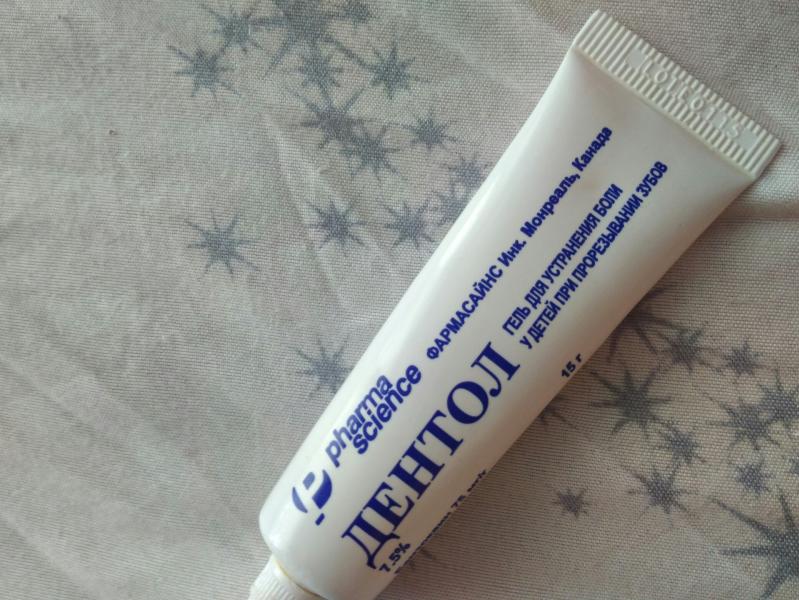 pharma
science
ФАРМАСАЙНС Инк. Монреаль, Канада
ДЕНТОЛ
ГЕЛЬ ДЛЯ УСТРАНЕНИЯ БОЛИ
У ДЕТЕЙ ПРИ ПРОРЕЗЫВАНИИ ЗУБОВ
7.5%
15 г